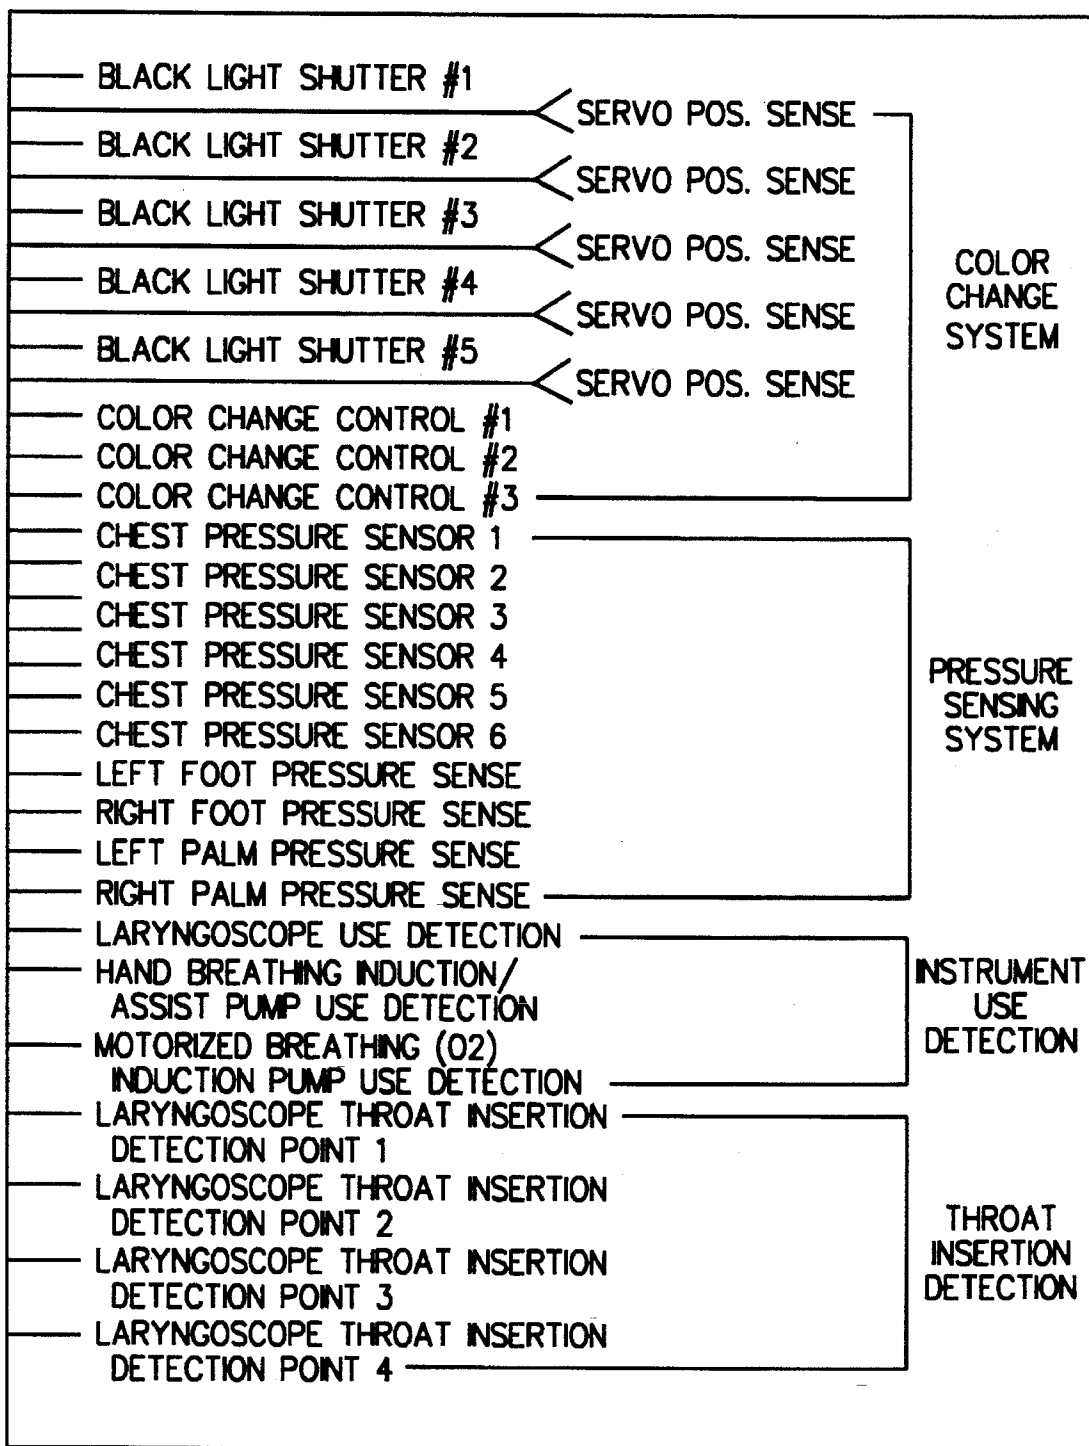 BLACK LIGHT SHUTTER #1
SERVO POS. SENSE
BLACK LIGHT SHUTTER #2
SERVO POS. SENSE
BLACK LIGHT SHUTTER #3
SERVO POS. SENSE
BLACK LIGHT SHUTTER #4
SERVO POS. SENSE
BLACK LIGHT SHUTTER #5
SERVO POS. SENSE
COLOR CHANGE CONTROL #1
COLOR CHANGE CONTROL #2
COLOR CHANGE CONTROL #3
COLOR
CHANGE
SYSTEM
CHEST PRESSURE SENSOR 1
CHEST PRESSURE SENSOR 2
CHEST PRESSURE SENSOR 3
CHEST PRESSURE SENSOR 4
CHEST PRESSURE SENSOR 5
CHEST PRESSURE SENSOR 6
LEFT FOOT PRESSURE SENSE
RIGHT FOOT PRESSURE SENSE
LEFT PALM PRESSURE SENSE
RIGHT PALM PRESSURE SENSE
PRESSURE
SENSING
SYSTEM
LARYNGOSCOPE USE DETECTION
HAND BREATHING INDUCTION/
ASSIST PUMP USE DETECTION
MOTORIZED BREATHING (O2)
INDUCTION PUMP USE DETECTION
INSTRUMENT
USE
DETECTION
LARYNGOSCOPE THROAT INSERTION
DETECTION POINT 1
LARYNGOSCOPE THROAT INSERTION
DETECTION POINT 2
LARYNGOSCOPE THROAT INSERTION
DETECTION POINT 3
LARYNGOSCOPE THROAT INSERTION
DETECTION POINT 4
THROAT
INSERTION
DETECTION